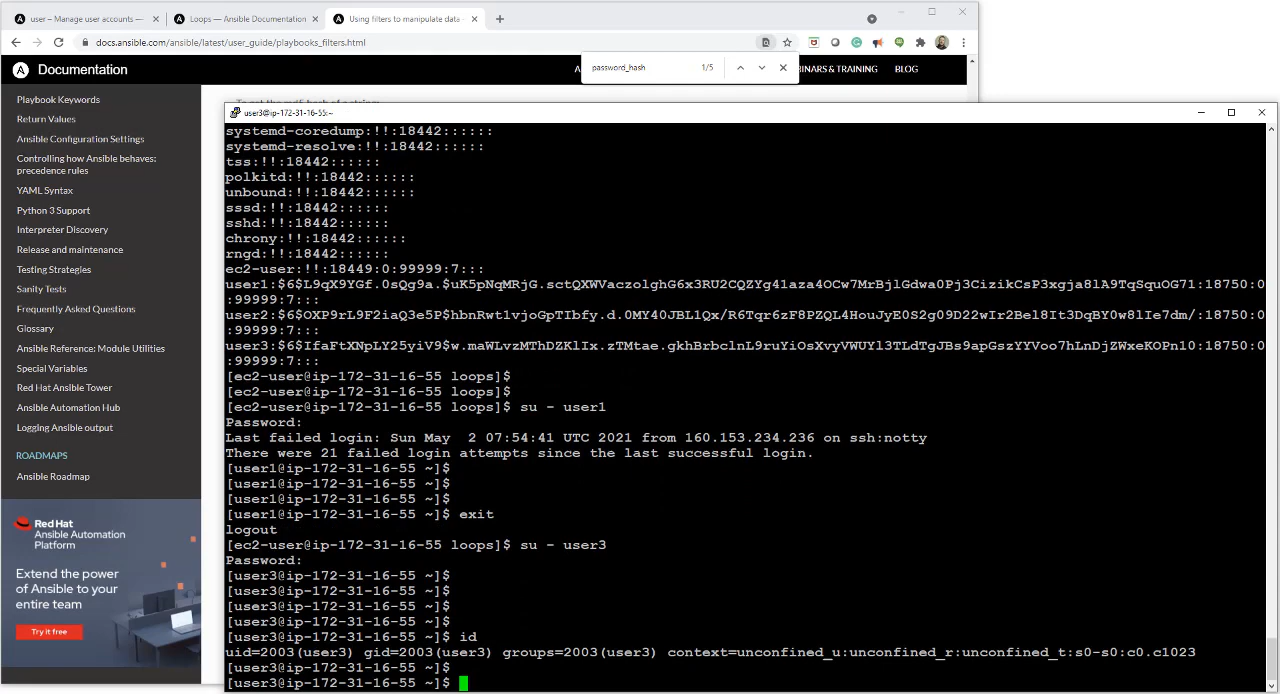 user – Manage user accounts —
Loops — Ansible Documentation
Using filters to manipulate data
docs.ansible.com/ansible/latest/user_guide/playbooks_filters.html
Documentation
password_hash
1/5
BINARS & TRAINING
BLOG
Playbook Keywords
Return Values
Ansible Configuration Settings
Controlling how Ansible behaves:
precedence rules
YAML Syntax
Python 3 Support
Interpreter Discovery
Release and maintenance
Testing Strategies
Sanity Tests
Frequently Asked Questions
Glossary
Ansible Reference: Module Utilities
Special Variables
Red Hat Ansible Tower
Ansible Automation Hub
Logging Ansible output
ROADMAPS
Ansible Roadmap
Red Hat
Ansible Automation
Platform
Extend the power
of Ansible to your
entire team
Try it free
user3@ip-172-31-16-55:~
systemd-coredump:!!:18442::::::
systemd-resolve:!!:18442::::::
tss:!!:18442::::::
polkitd:!!:18442::::::
unbound:!!:18442::::::
sssd:!!:18442::::::
sshd:!!:18442::::::
chrony:!!:18442::::::
rngd:!!:18442::::::
ec2-user:!!:18449:0:99999:7:::
user1:$6$L9qX9YGf.0sQg9a.$uK5pNqMRjG.sctQXWVaczolghG6x3RU2CQZYg41aza4OCw7MrBjlGdwa0Pj3CizikCsP3xgja8lA9TqSquOG71:18750:0
:99999:7:::
user2:$6$OXP9rL9F2iaQ3e5P$hbnRwt1vjoGpTIbfy.d.0MY40JBL1Qx/R6Tqr6zF8PZQL4HouJyE0S2g09D22wIr2Bel8It3DqBY0w8lIe7dm/:18750:0
:99999:7:::
user3:$6$IfaFtXNpLY25yiV9$w.maWLvzMThDZKlIx.zTMtae.gkhBrbclnL9ruYiOsXvyVWUYl3TLdTgJBs9apGszYYVoo7hLnDjZWxeKOPn10:18750:0
:99999:7:::
[ec2-user@ip-172-31-16-55 loops]$
[ec2-user@ip-172-31-16-55 loops]$
[ec2-user@ip-172-31-16-55 loops]$ su - user1
Password:
Last failed login: Sun May  2 07:54:41 UTC 2021 from 160.153.234.236 on ssh:notty
There were 21 failed login attempts since the last successful login.
[user1@ip-172-31-16-55 ~]$
[user1@ip-172-31-16-55 ~]$
[user1@ip-172-31-16-55 ~]$
[user1@ip-172-31-16-55 ~]$ exit
logout
[ec2-user@ip-172-31-16-55 loops]$ su - user3
Password:
[user3@ip-172-31-16-55 ~]$
[user3@ip-172-31-16-55 ~]$
[user3@ip-172-31-16-55 ~]$
[user3@ip-172-31-16-55 ~]$
[user3@ip-172-31-16-55 ~]$ id
uid=2003(user3) gid=2003(user3) groups=2003(user3) context=unconfined_u:unconfined_r:unconfined_t:s0-s0:c0.c1023
[user3@ip-172-31-16-55 ~]$
[user3@ip-172-31-16-55 ~]$